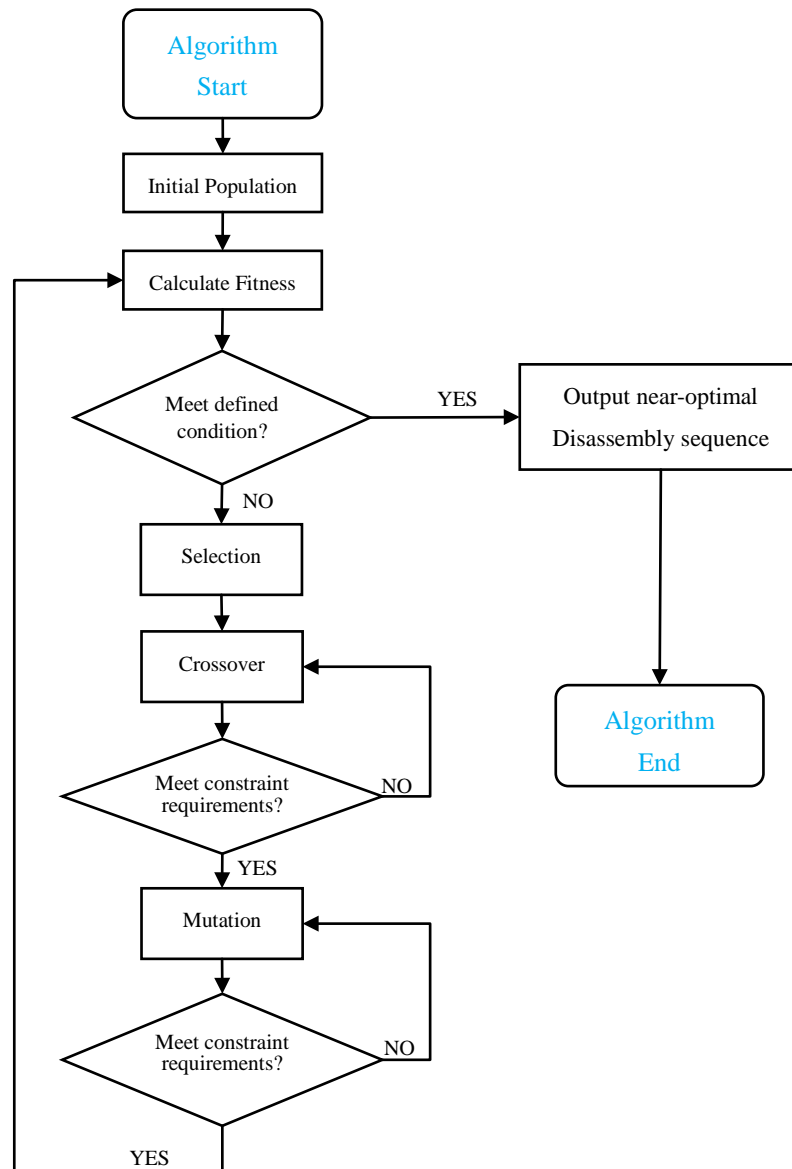 Algorithm
Start
Initial Population
Calculate Fitness
Meet defined
condition?
YES
Output near-optimal
Disassembly sequence
NO
Selection
Crossover
Algorithm
End
Meet constraint
requirements?
NO
YES
Mutation
Meet constraint
requirements?
NO
YES